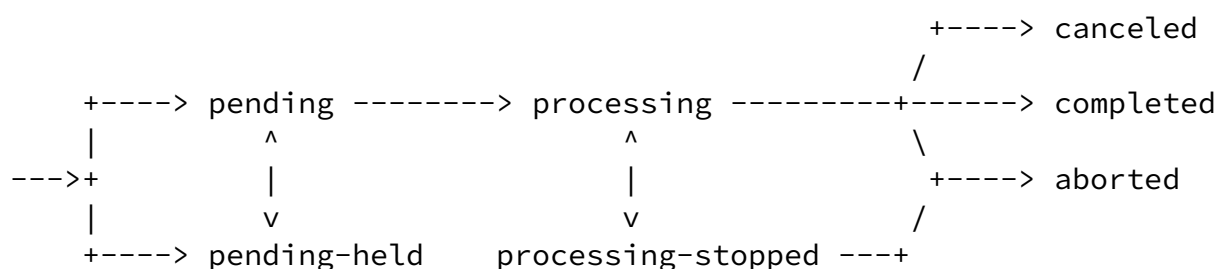 +----> canceled
                                                          /
     +----> pending --------> processing ---------+------> completed
     |         ^                     ^             \
 --->+         |                     |              +----> aborted
     |         v                     v             /
     +----> pending-held    processing-stopped ---+